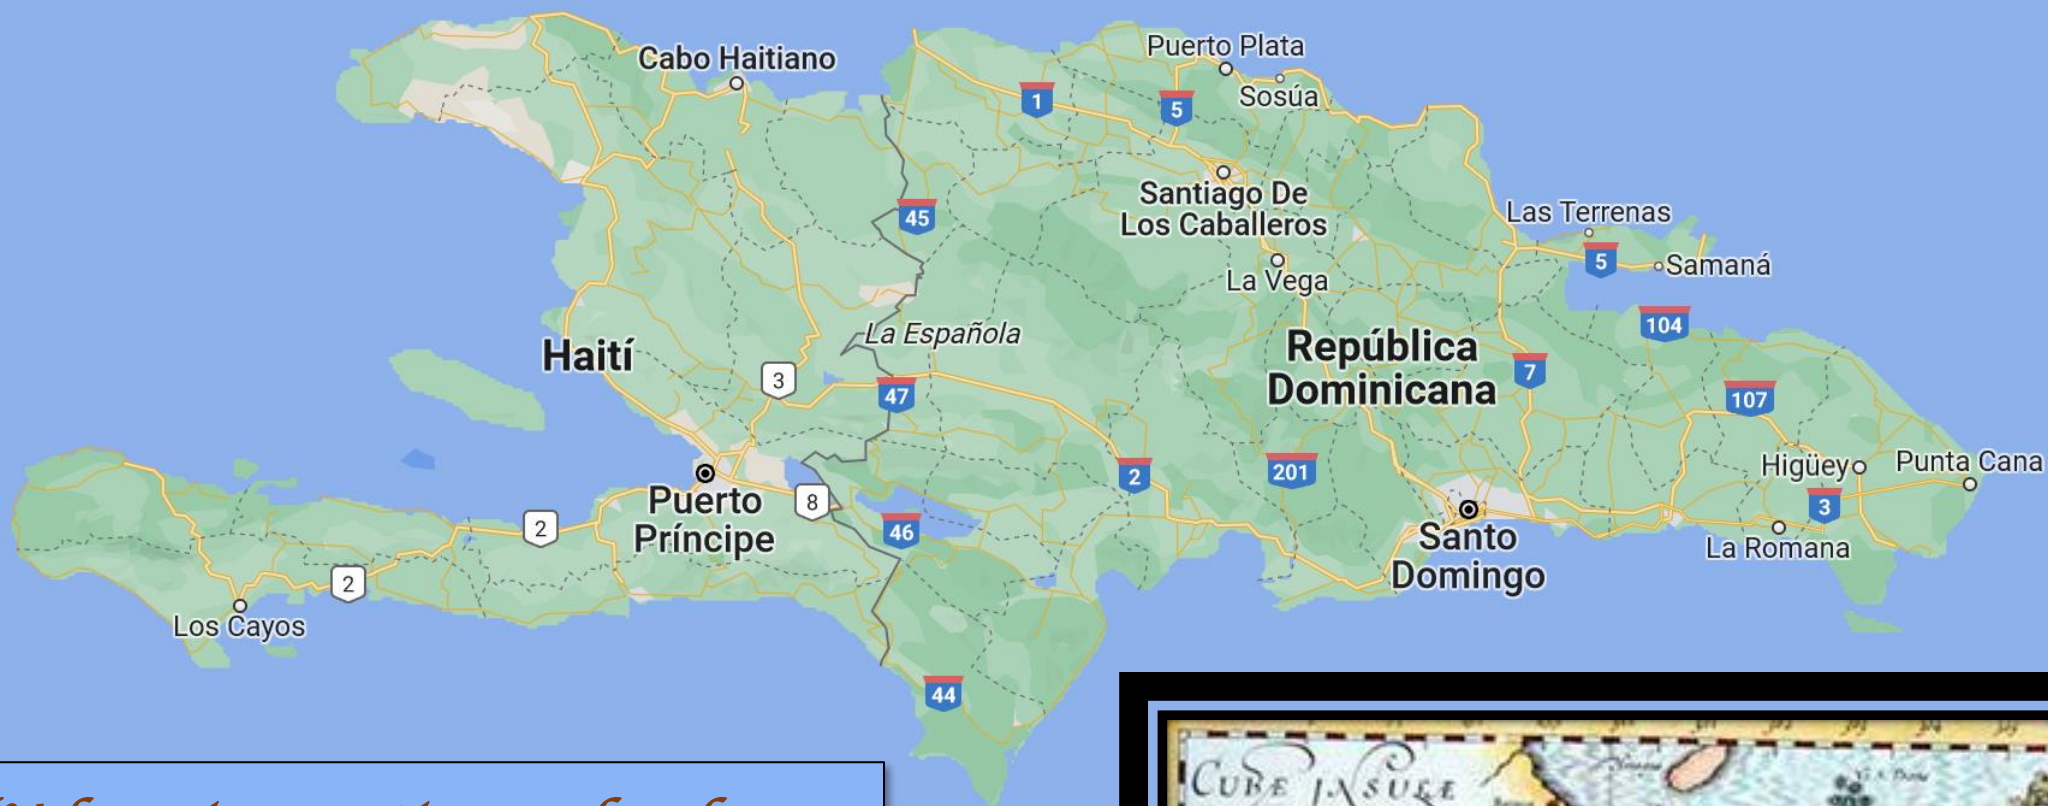 Cabo Haitiano
Puerto Plata
Sosúa
1
5
Santiago De
Los Caballeros
45
Las Terrenas
La Vega
5
Samaná
104
La Española
Haití
República
Dominicana
3
47
7
107
2
201
Higüey
Punta Cana
Puerto
Príncipe
8
3
2
46
Santo
Domingo
La Romana
2
Los Cayos
44
CUBE INSULÆ